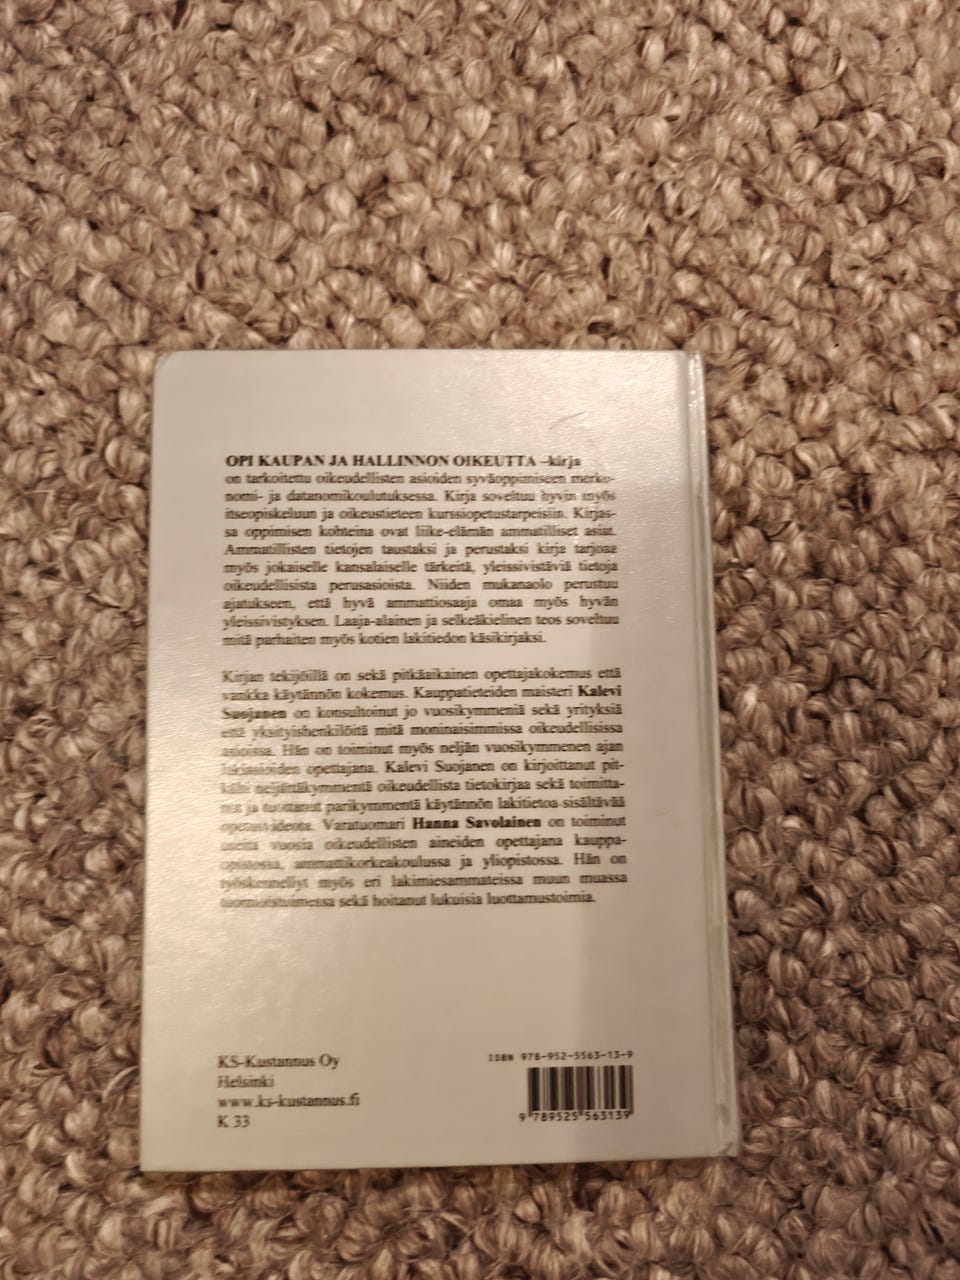 OPI KAUPAN JA HALLINNON OIKEUTTA –kirja
on tarkoitettu oikeudellisten asioiden syväoppimiseen merko-
nomi- ja datanomikoulutuksessa. Kirja soveltuu hyvin myös
itseopiskeluun ja oikeustieteen kurssiopetustarpeisiin. Kirjas-
sa oppimisen kohteina ovat liike-elämän ammatilliset asiat.
Ammatillisten tietojen taustaksi ja perustaksi kirja tarjoaa
myös jokaiselle kansalaiselle tärkeitä, yleissivistäviä tietoja
oikeudellisista perusasioista. Niiden mukanaolo perustuu
ajatukseen, että hyvä ammattiosaaja omaa myös hyvän
yleissivistyksen. Laaja-alainen ja selkeäkielinen teos soveltuu
mitä parhaiten myös kotien lakitiedon käsikirjaksi.
Kirjan tekijöillä on sekä pitkäaikainen opettajakokemus että
vankka käytännön kokemus. Kauppatieteiden maisteri Kalevi
Suojanen on konsultoinut jo vuosikymmeniä sekä yrityksiä
että yksityishenkilöitä mitä moninaisimmissa oikeudellisissa
asioissa. Hän on toiminut myös neljän vuosikymmenen ajan
lakiasioiden opettajana. Kalevi Suojanen on kirjoittanut pit-
kälti neljättäkymmentä oikeudellista tietokirjaa sekä toimitta-
nut ja tuottanut parikymmentä käytännön lakitietoa sisältävää
opetusvideota. Varatuomari Hanna Savolainen on toiminut
useita vuosia oikeudellisten aineiden opettajana kauppa-
opistossa, ammattikorkeakoulussa ja yliopistossa. Hän on
työskennellyt myös eri lakimiesammateissa muun muassa
tuomioistuimessa sekä hoitanut lukuisia luottamustoimia.
KS-Kustannus Oy
Helsinki
www.ks-kustannus.fi
K 33
ISBN 978-952-5563-13-9
9 789525 563139